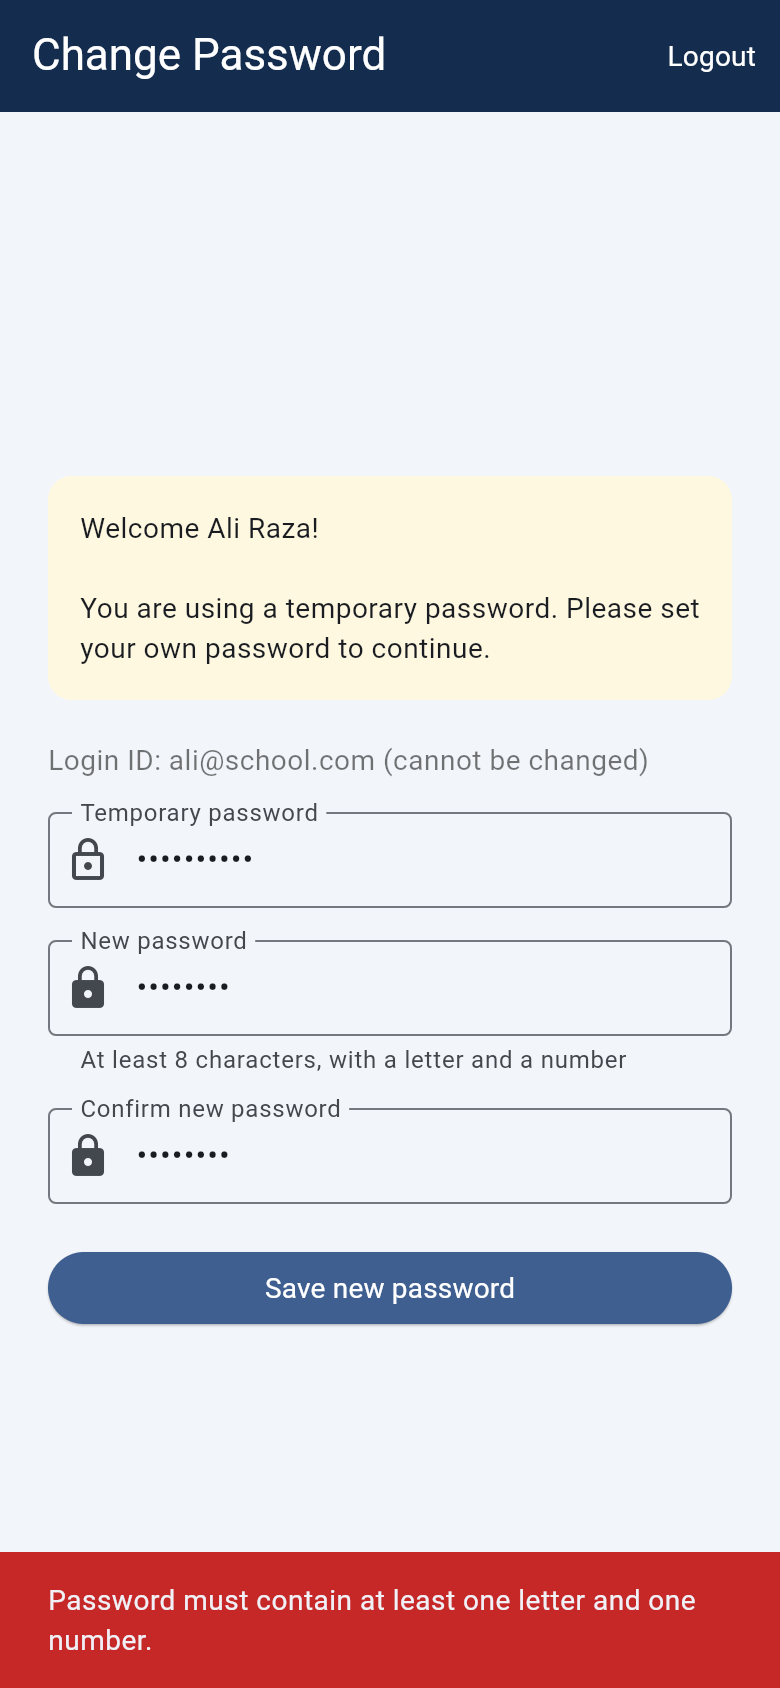 Change Password
Logout
Welcome Ali Raza!
You are using a temporary password. Please set
your own password to continue.
Login ID: ali@school.com (cannot be changed)
Temporary password
••••••••••
New password
••••••••
At least 8 characters, with a letter and a number
Confirm new password
••••••••
Save new password
Password must contain at least one letter and one
number.